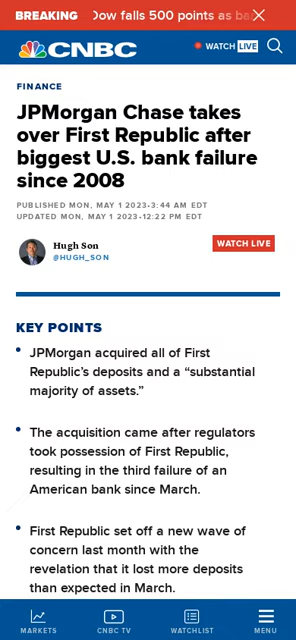 BREAKING Dow falls 500 points as
CNBC
WATCH LIVE
FINANCE
JPMorgan Chase takes
over First Republic after
biggest U.S. bank failure
since 2008
PUBLISHED MON, MAY 1 2023•3:44 AM EDT
UPDATED MON, MAY 1 2023•12:22 PM EDT
Hugh Son
@HUGH_SON
WATCH LIVE
KEY POINTS
• JPMorgan acquired all of First
Republic’s deposits and a “substantial
majority of assets.”
• The acquisition came after regulators
took possession of First Republic,
resulting in the third failure of an
American bank since March.
• First Republic set off a new wave of
concern last month with the
revelation that it lost more deposits
than expected in March.
MARKETS CNBC TV WATCHLIST MENU